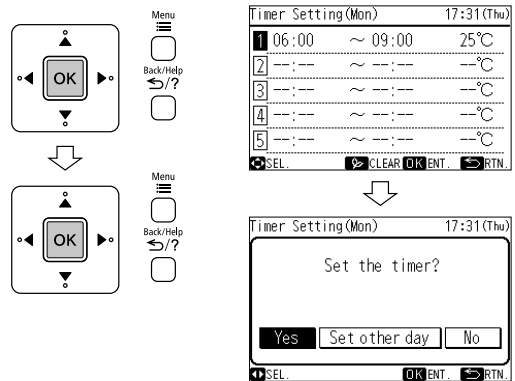 Menu
Back/Help
/?
OK
Menu
Back/Help
/?
OK
Timer Setting(Mon) 17:31(Thu)
1 06:00 ~ 09:00 25℃
2 --:-- ~ --:-- --℃
3 --:-- ~ --:-- --℃
4 --:-- ~ --:-- --℃
5 --:-- ~ --:-- --℃
SEL. CLEAR OK ENT. RTN.
Timer Setting(Mon) 17:31(Thu)
Set the timer?
Yes Set other day No
SEL. OK ENT. RTN.